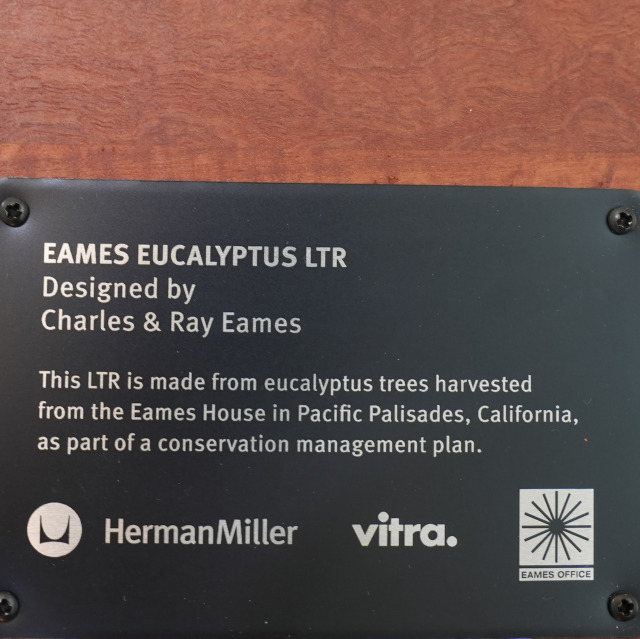 EAMES EUCALYPTUS LTR
Designed by
Charles & Ray Eames
This LTR is made from eucalyptus trees harvested
from the Eames House in Pacific Palisades, California,
as part of a conservation management plan.
HermanMiller vitra.
EAMES OFFICE